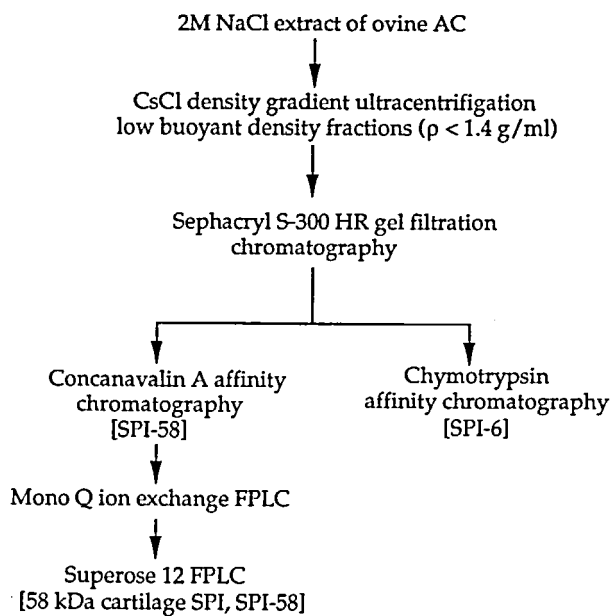 2M NaCl extract of ovine AC
CsCl density gradient ultracentrifigation
low buoyant density fractions (ρ < 1.4 g/ml)
Sephacryl S-300 HR gel filtration
chromatography
Concanavalin A affinity
chromatography
[SPI-58]
Chymotrypsin
affinity chromatography
[SPI-6]
Mono Q ion exchange FPLC
Superose 12 FPLC
[58 kDa cartilage SPI, SPI-58]